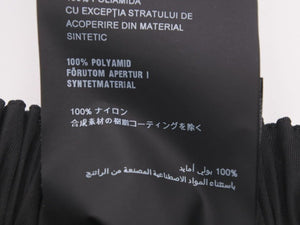 100% POLIAMIDĂ
CU EXCEPȚIA STRATULUI DE
ACOPERIRE DIN MATERIAL
SINTETIC
100% POLYAMID
FÖRUTOM APERTUR I
SYNTETMATERIAL
100% ナイロン
合成素材の樹脂コーティングを除く
100% بولي أمايد
باستثناء المواد الاصطناعية المصنعة من الراتنج